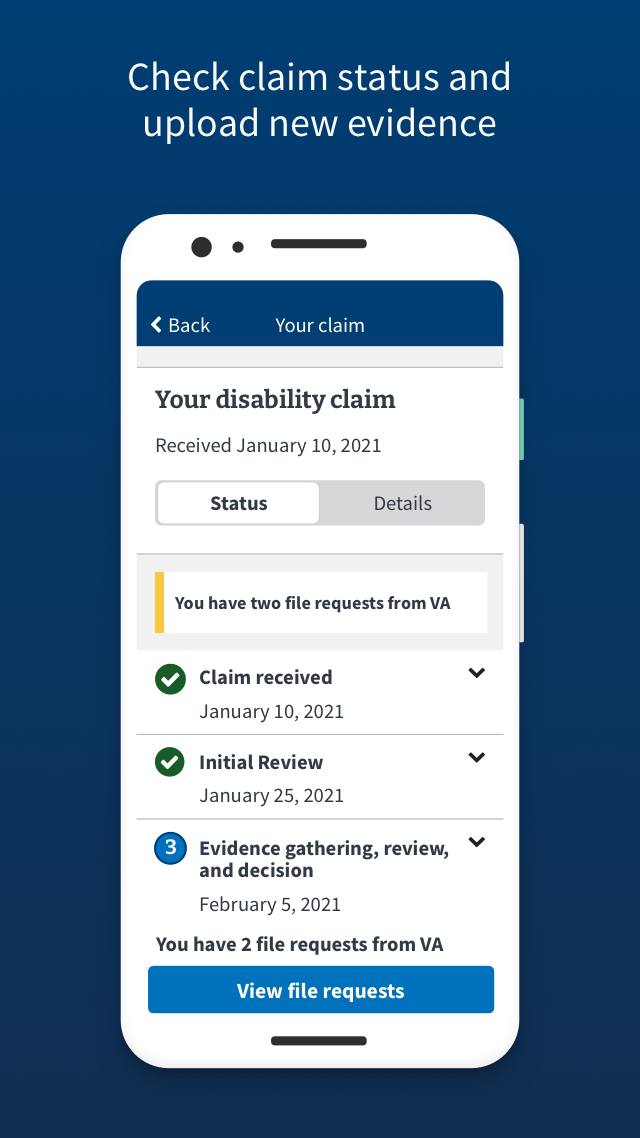 Check claim status and
upload new evidence
Back
Your claim
Your disability claim
Received January 10, 2021
Status
Details
You have two file requests from VA
Claim received
January 10, 2021
Initial Review
January 25, 2021
3
Evidence gathering, review,
and decision
February 5, 2021
You have 2 file requests from VA
View file requests